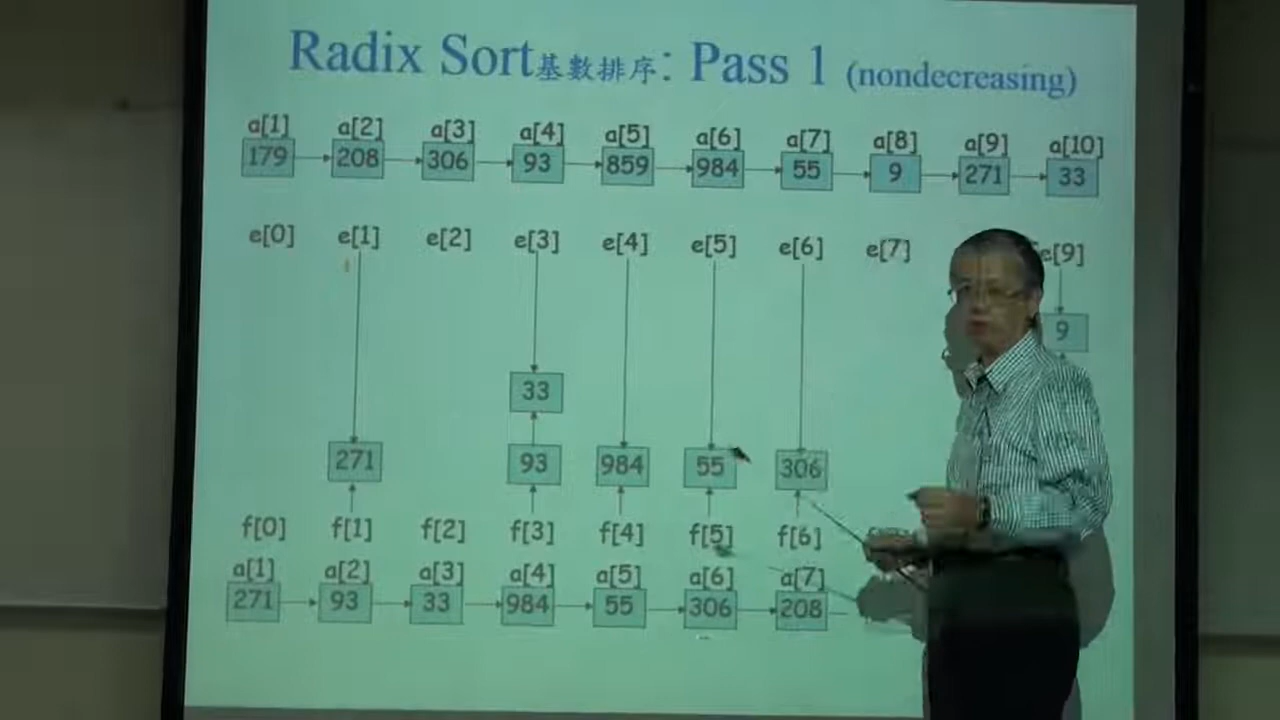 Radix Sort基數排序: Pass 1 (nondecreasing)
a[1] a[2] a[3] a[4] a[5] a[6] a[7] a[8] a[9] a[10]
179 208 306 93 859 984 55 9 271 33
e[0] e[1] e[2] e[3] e[4] e[5] e[6] e[7] e[9]
9
33
271 93 984 55 306
f[0] f[1] f[2] f[3] f[4] f[5] f[6]
a[1] a[2] a[3] a[4] a[5] a[6] a[7]
271 93 33 984 55 306 208